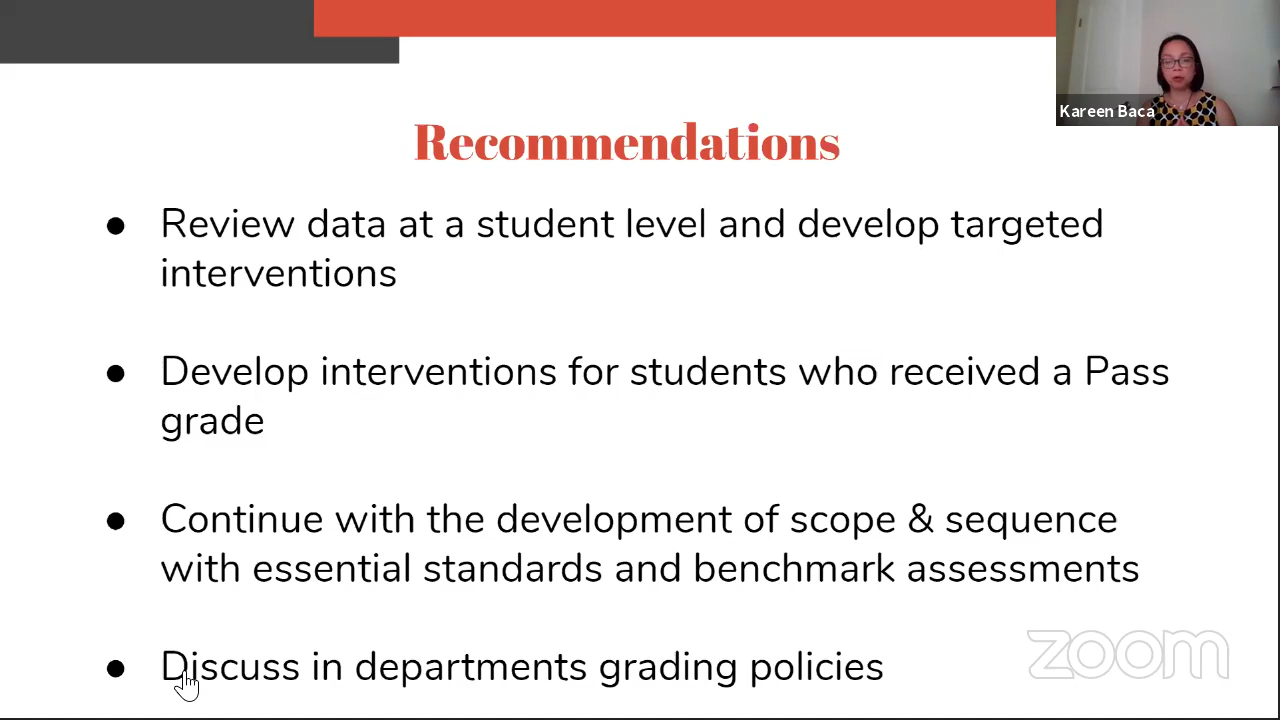 Kareen Baca
Recommendations
● Review data at a student level and develop targeted
interventions
● Develop interventions for students who received a Pass
grade
● Continue with the development of scope & sequence
with essential standards and benchmark assessments
● Discuss in departments grading policies
zoom